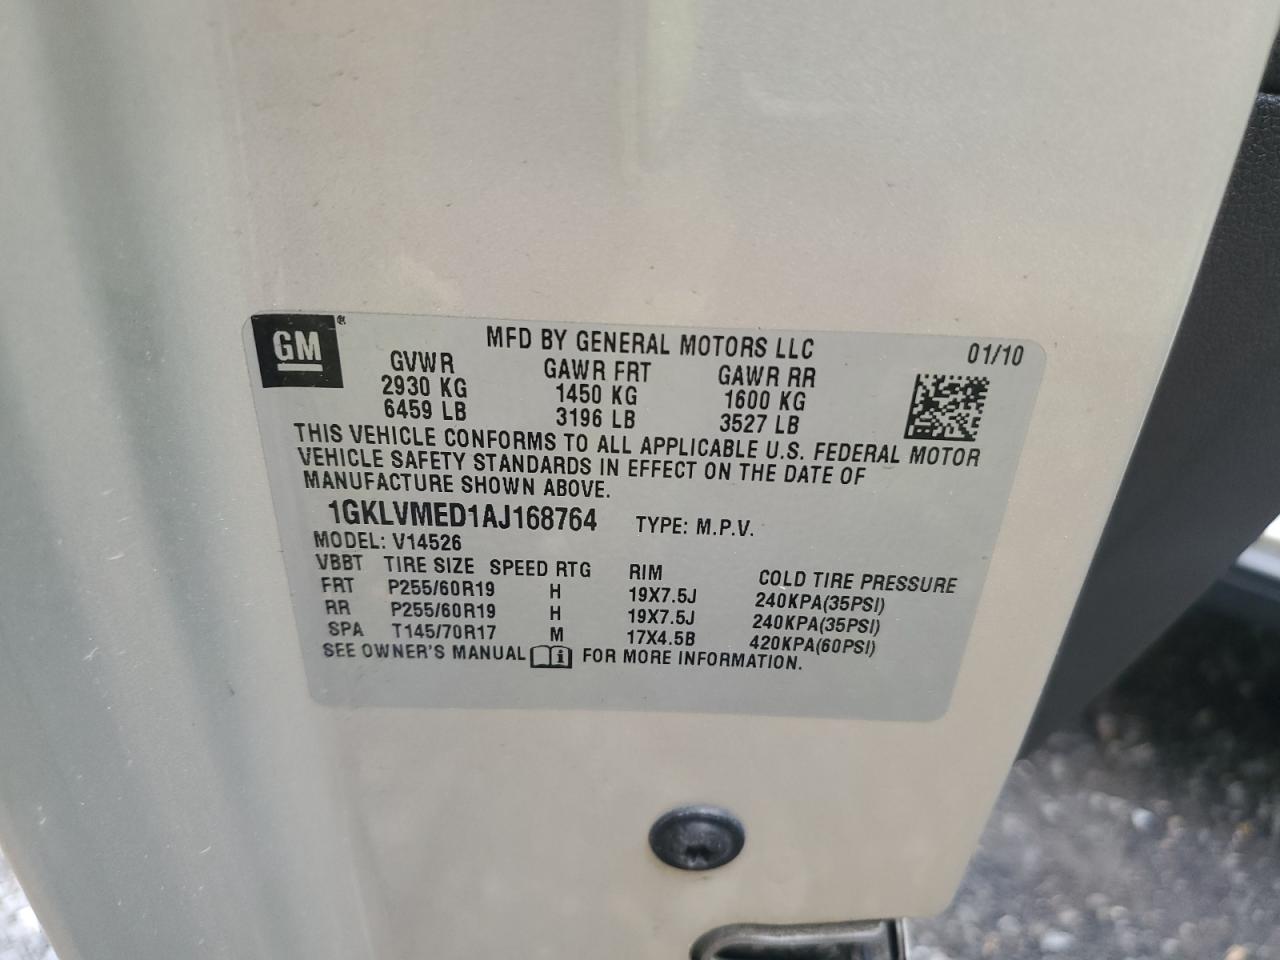 GM®
MFD BY GENERAL MOTORS LLC 01/10
GVWR GAWR FRT GAWR RR
2930 KG 1450 KG 1600 KG
6459 LB 3196 LB 3527 LB
THIS VEHICLE CONFORMS TO ALL APPLICABLE U.S. FEDERAL MOTOR
VEHICLE SAFETY STANDARDS IN EFFECT ON THE DATE OF
MANUFACTURE SHOWN ABOVE.
1GKLVMED1AJ168764 TYPE: M.P.V.
MODEL: V14526
VBBT TIRE SIZE SPEED RTG RIM COLD TIRE PRESSURE
FRT P255/60R19 H 19X7.5J 240KPA(35PSI)
RR P255/60R19 H 19X7.5J 240KPA(35PSI)
SPA T145/70R17 M 17X4.5B 420KPA(60PSI)
SEE OWNER'S MANUAL i FOR MORE INFORMATION.